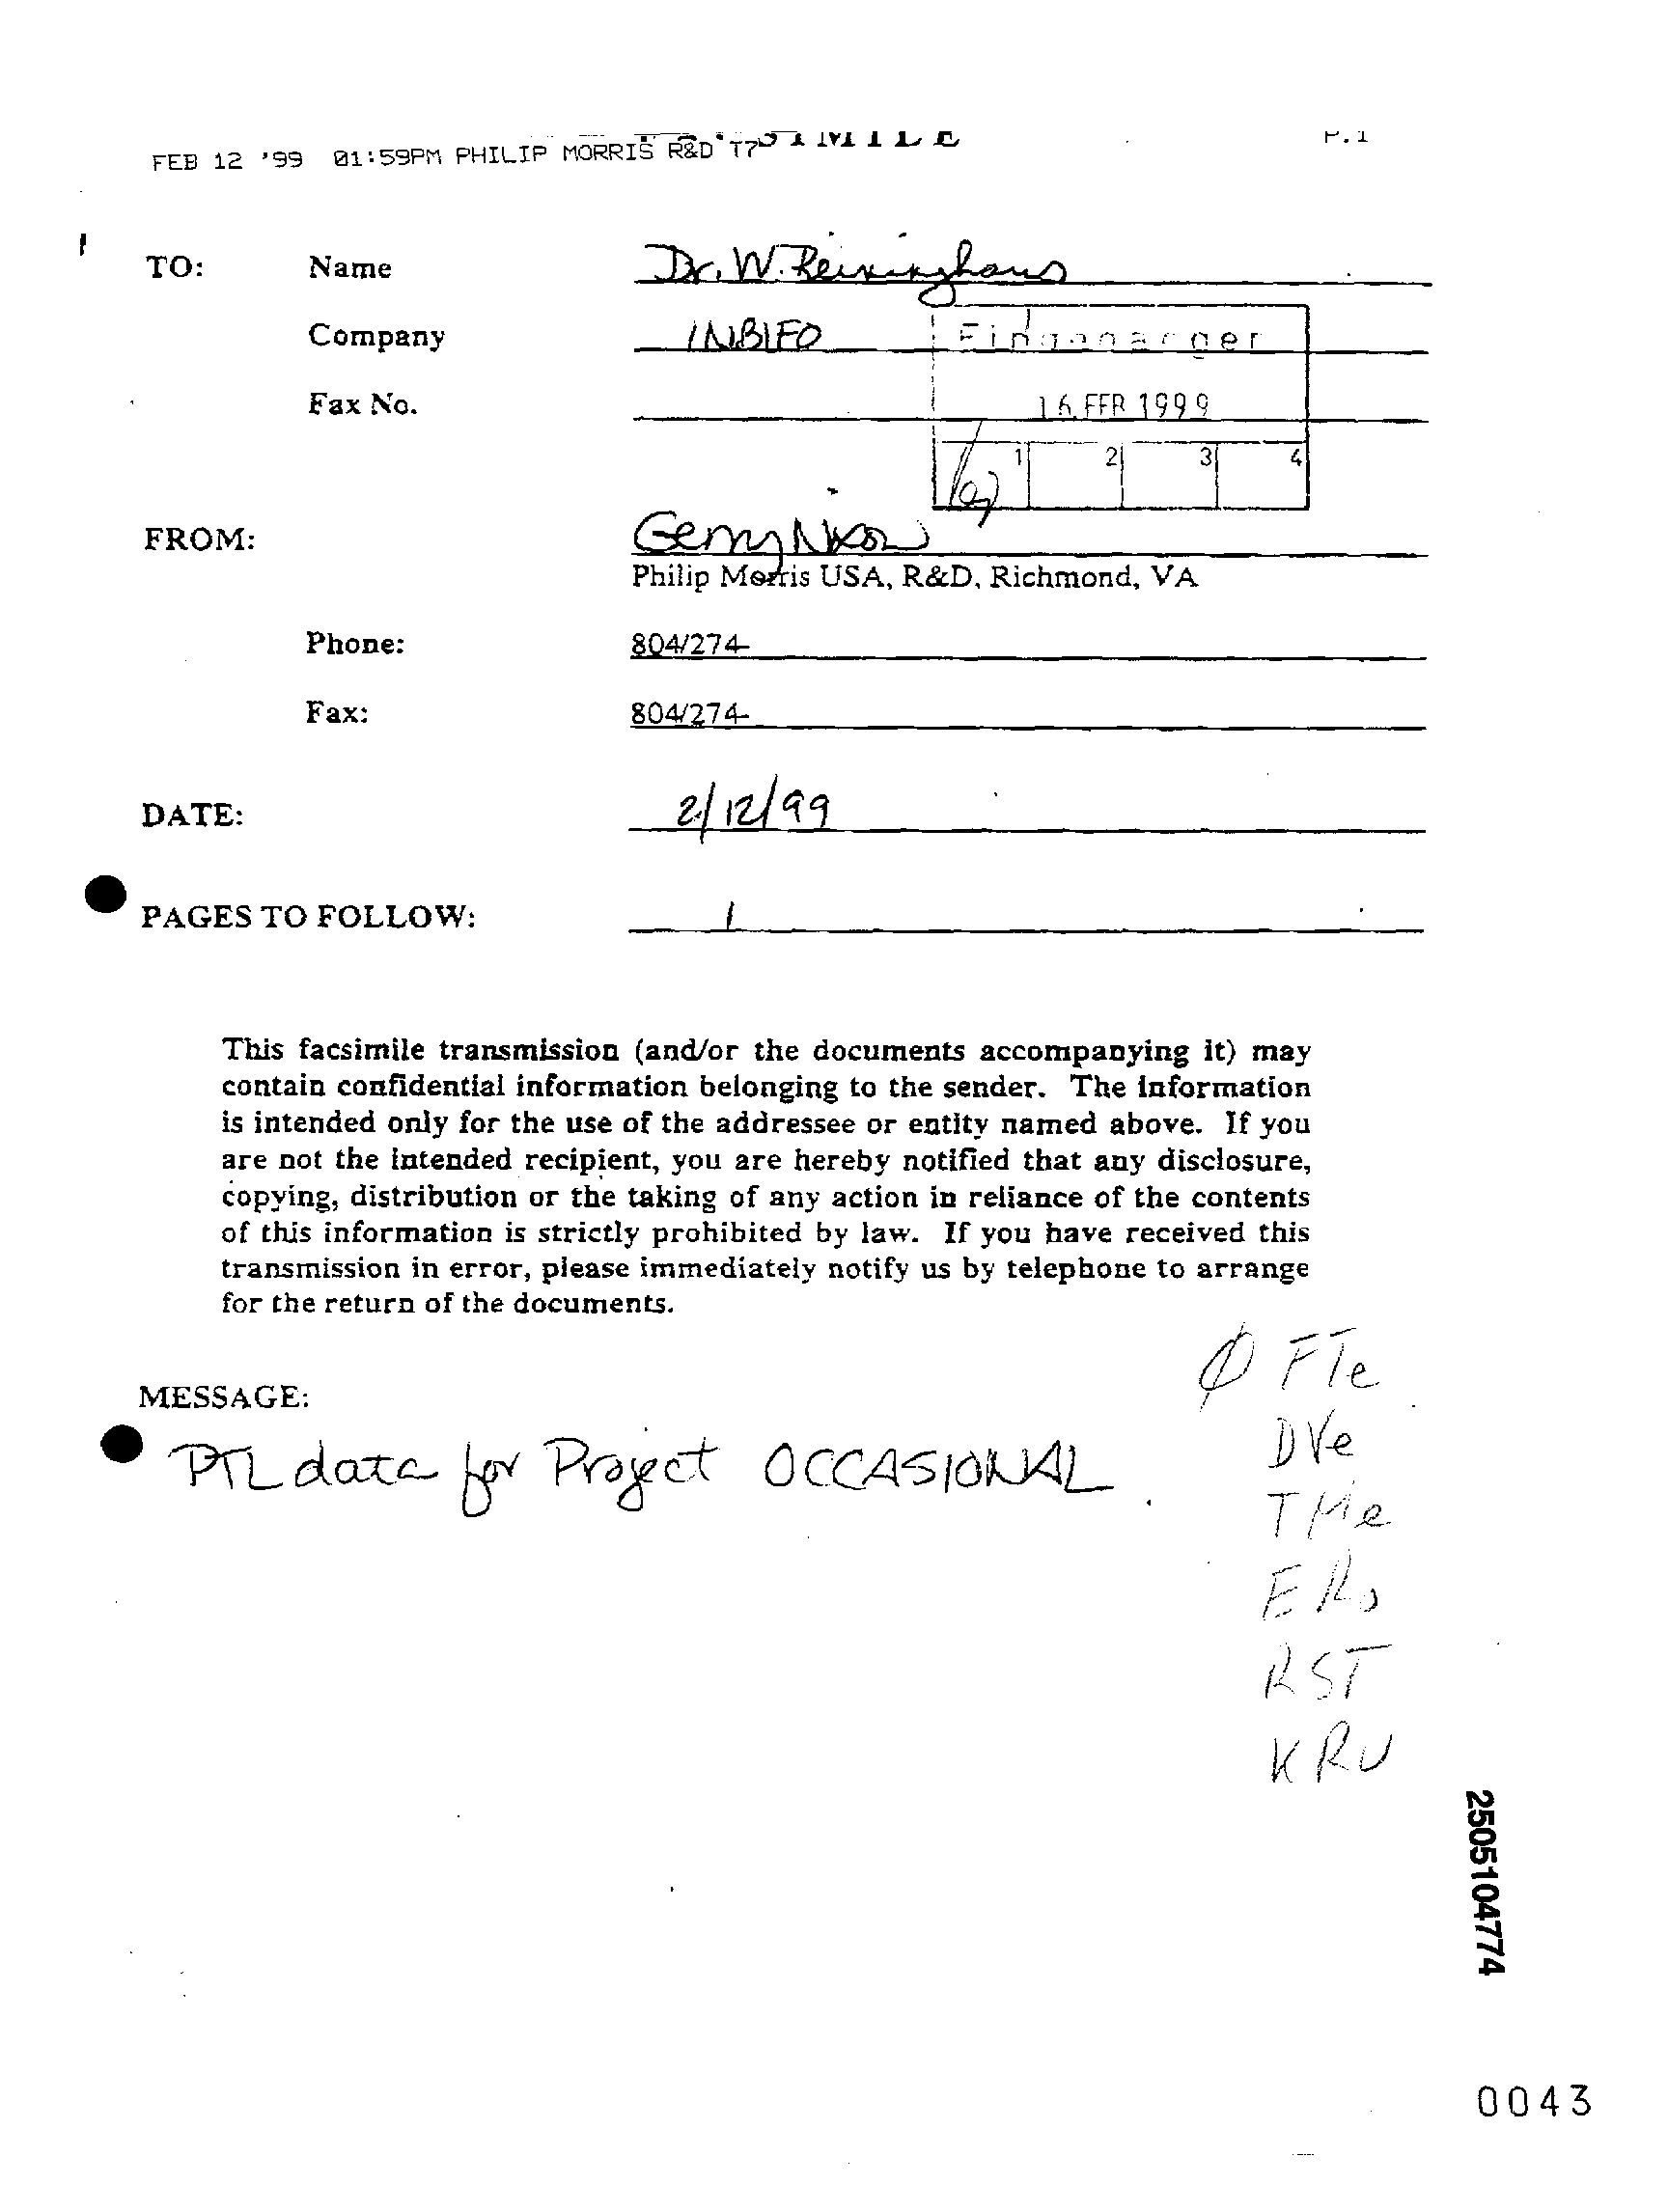 FEB 12 '99 01:59PM PHILIP MORRIS R&D T7 SIMILE P.1
TO: Name Dr. W. Reininghaus
Company INBIFO
Fax No.
16. FEB 1999
1 2 3 4
FROM: Gerry Nixon
Philip Morris USA, R&D, Richmond, VA
Phone: 804/274-
Fax: 804/274-
DATE: 2/12/99
PAGES TO FOLLOW: 1
This facsimile transmission (and/or the documents accompanying it) may
contain confidential information belonging to the sender. The information
is intended only for the use of the addressee or entity named above. If you
are not the intended recipient, you are hereby notified that any disclosure,
copying, distribution or the taking of any action in reliance of the contents
of this information is strictly prohibited by law. If you have received this
transmission in error, please immediately notify us by telephone to arrange
for the return of the documents.
MESSAGE:
PTL data for Project OCCASIONAL.
Ø FTe
DVe
TMe
ERo
RST
KRU
2505104774
0043